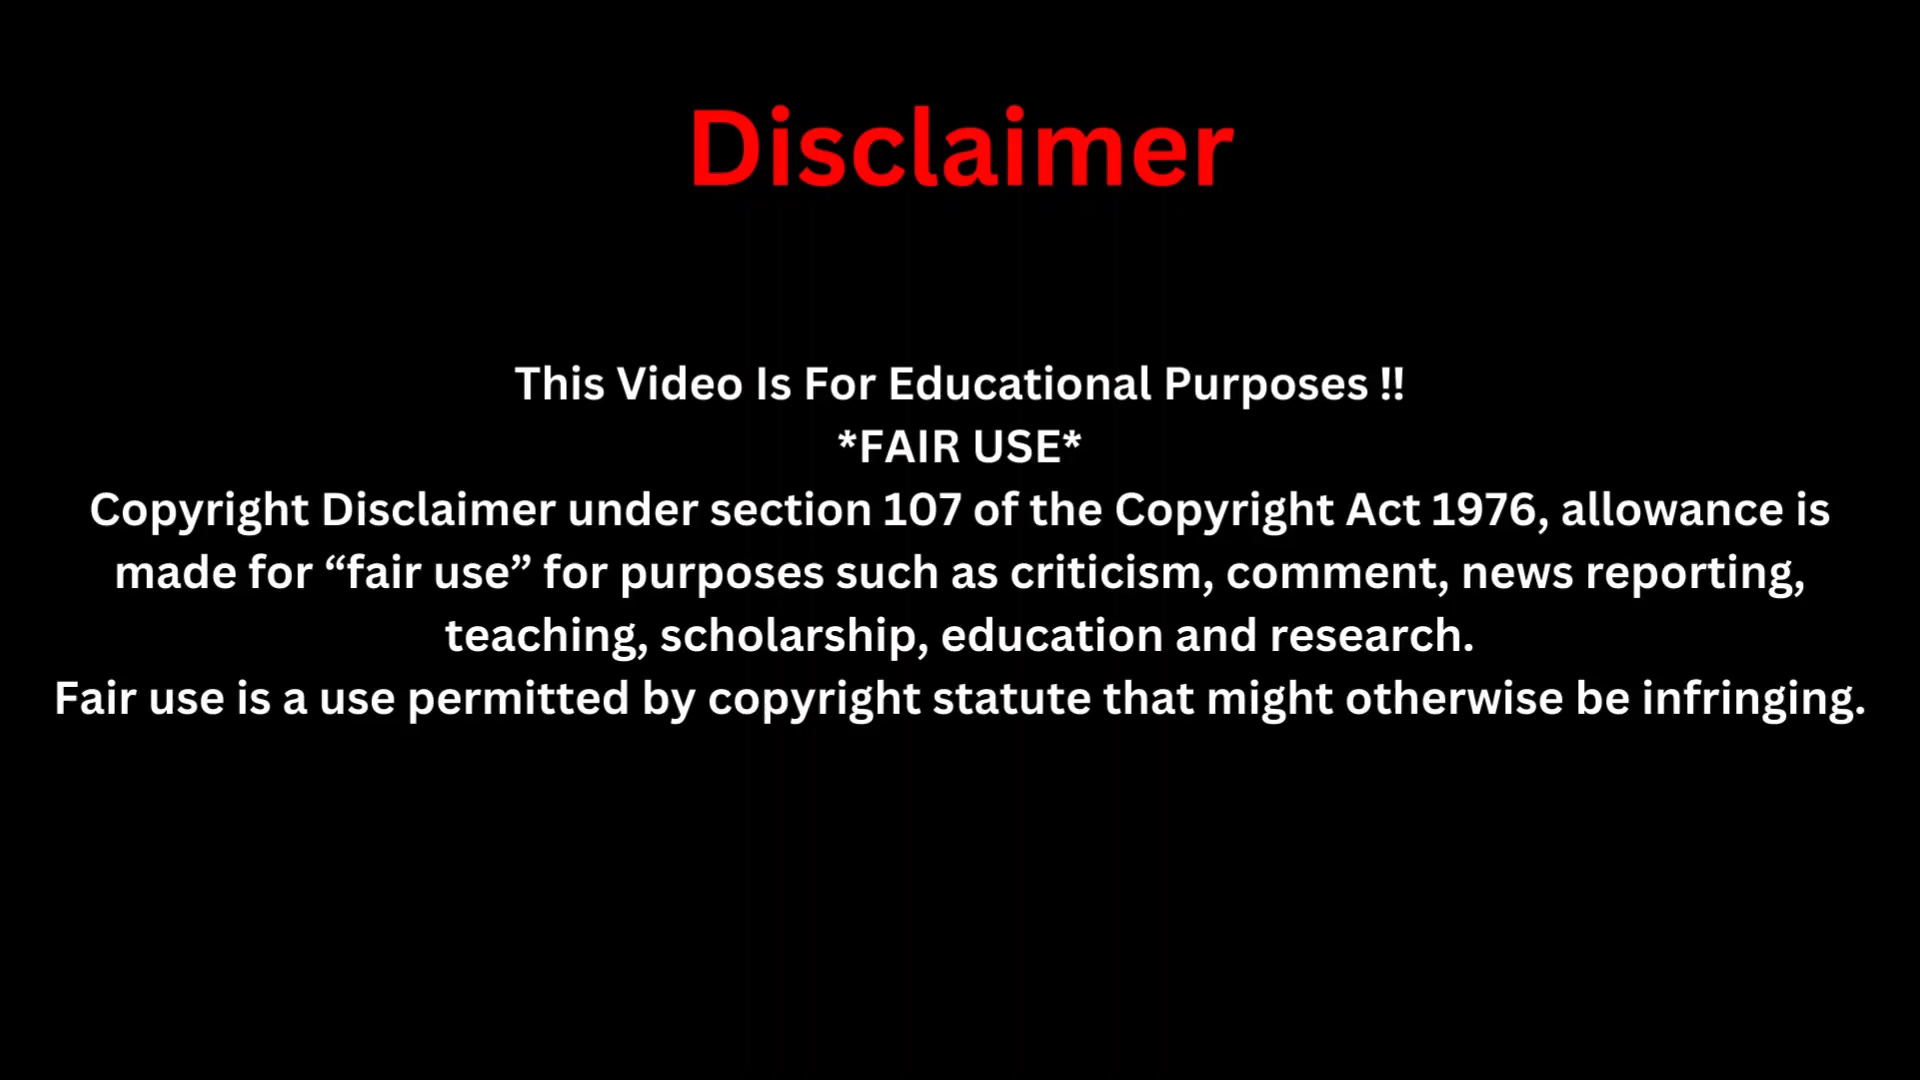 Disclaimer
This Video Is For Educational Purposes !!
*FAIR USE*
Copyright Disclaimer under section 107 of the Copyright Act 1976, allowance is
made for “fair use” for purposes such as criticism, comment, news reporting,
teaching, scholarship, education and research.
Fair use is a use permitted by copyright statute that might otherwise be infringing.